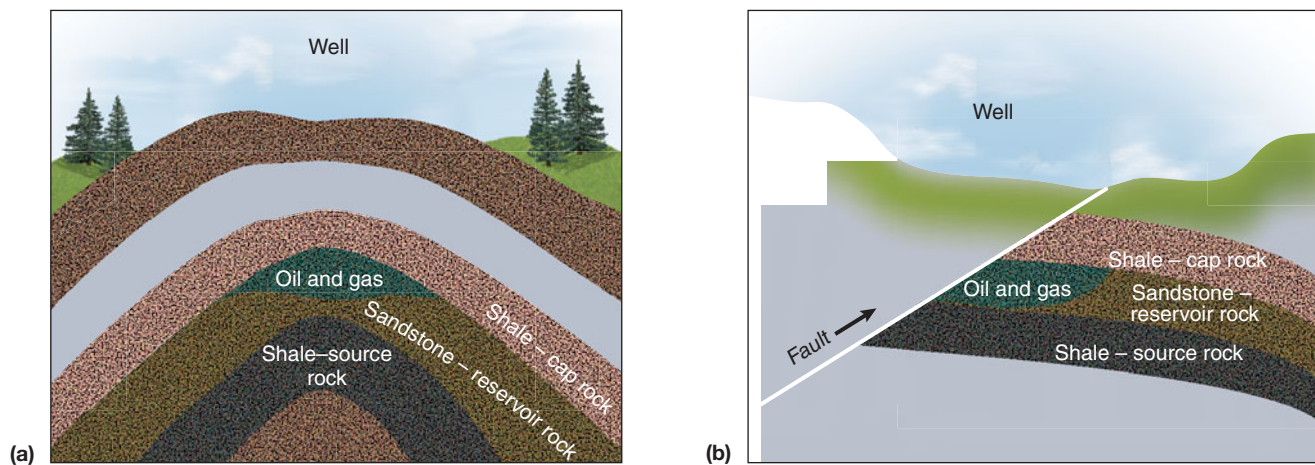 (a)
Well
Oil and gas
Shale–source
rock
Sandstone – reservoir rock
Shale – cap rock
(b)
Well
Shale – cap rock
Oil and gas
Sandstone –
reservoir rock
Fault
Shale – source rock